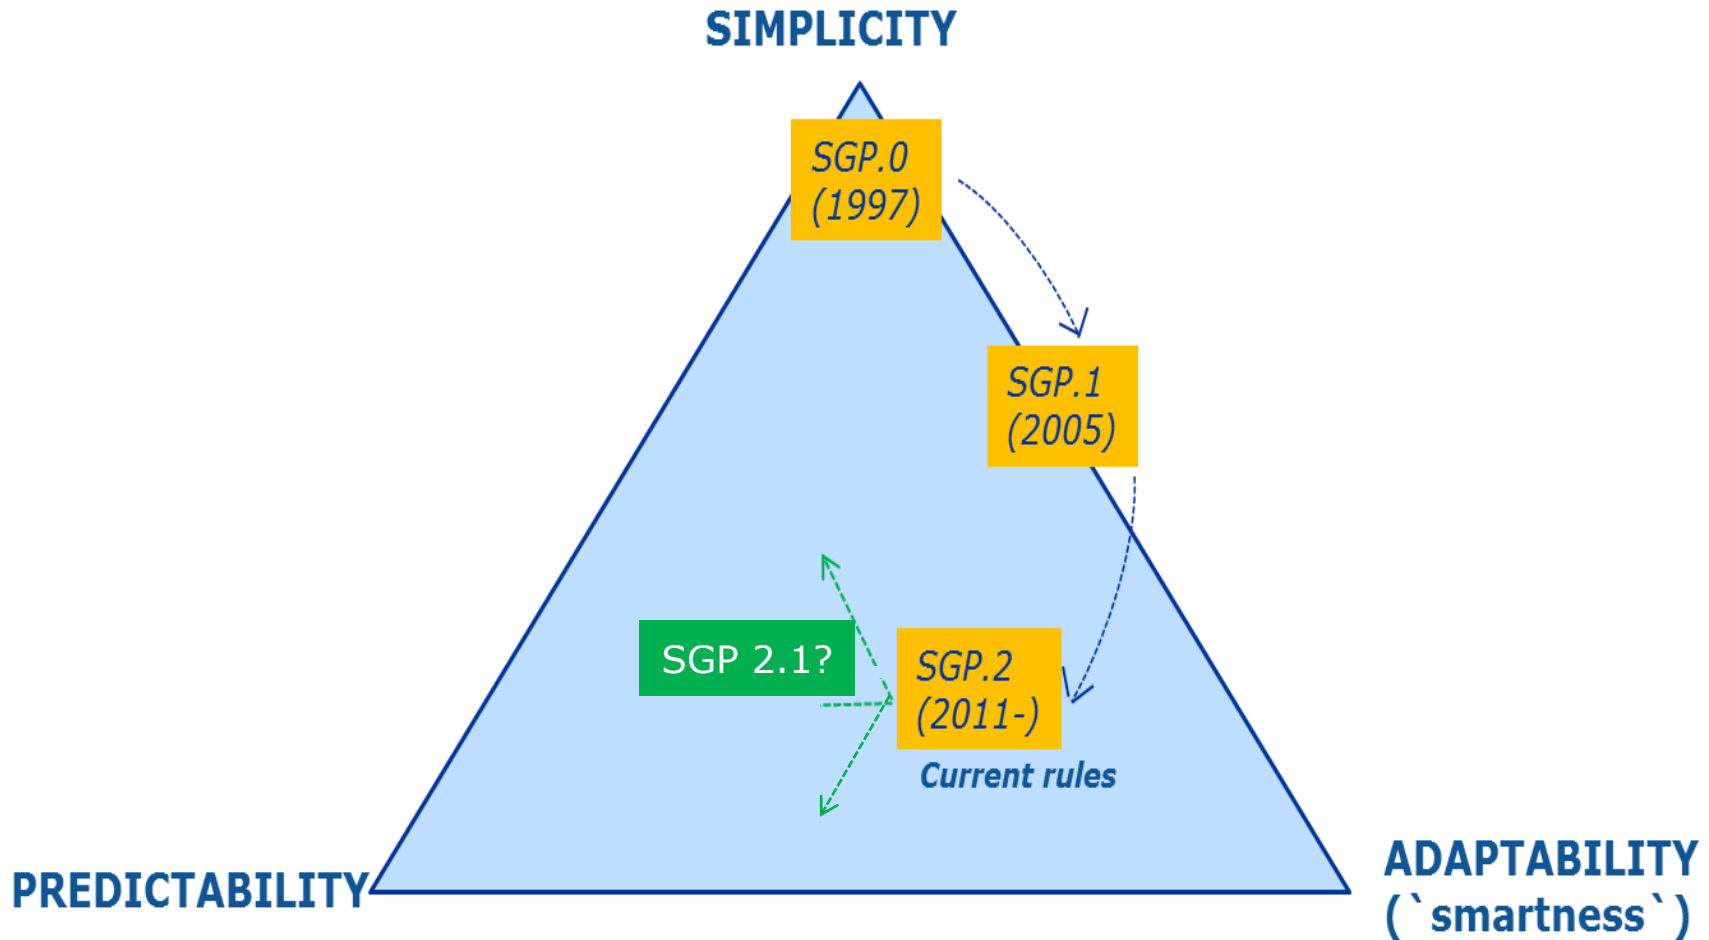 SIMPLICITY
SGP.0
(1997)
SGP.1
(2005)
SGP 2.1?
SGP.2
(2011-)
Current rules
PREDICTABILITY
ADAPTABILITY
(`smartness`)